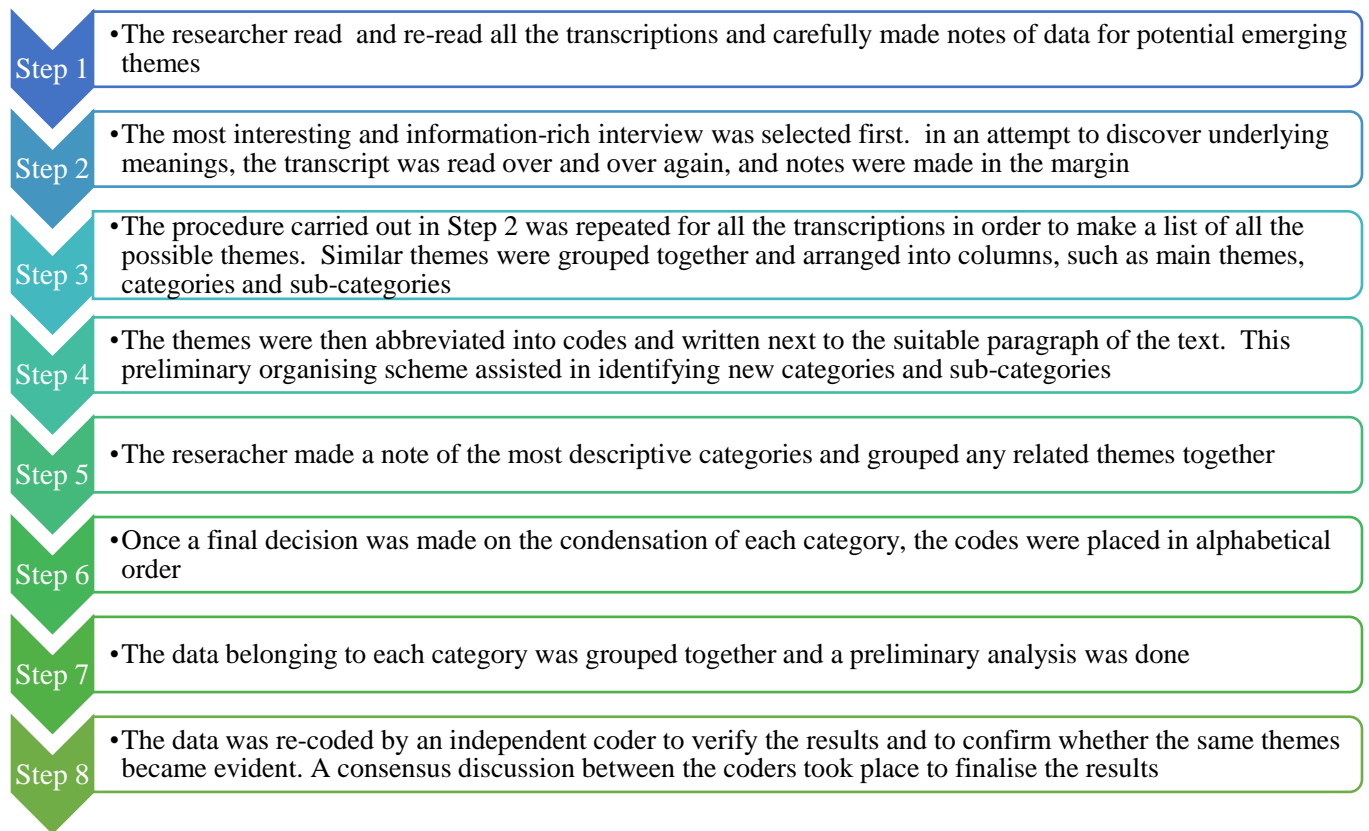 Step 1
•The researcher read  and re-read all the transcriptions and carefully made notes of data for potential emerging
themes
Step 2
•The most interesting and information-rich interview was selected first.  in an attempt to discover underlying
meanings, the transcript was read over and over again, and notes were made in the margin
Step 3
•The procedure carried out in Step 2 was repeated for all the transcriptions in order to make a list of all the
possible themes.  Similar themes were grouped together and arranged into columns, such as main themes,
categories and sub-categories
Step 4
•The themes were then abbreviated into codes and written next to the suitable paragraph of the text.  This
preliminary organising scheme assisted in identifying new categories and sub-categories
Step 5
•The reseracher made a note of the most descriptive categories and grouped any related themes together
Step 6
•Once a final decision was made on the condensation of each category, the codes were placed in alphabetical
order
Step 7
•The data belonging to each category was grouped together and a preliminary analysis was done
Step 8
•The data was re-coded by an independent coder to verify the results and to confirm whether the same themes
became evident. A consensus discussion between the coders took place to finalise the results